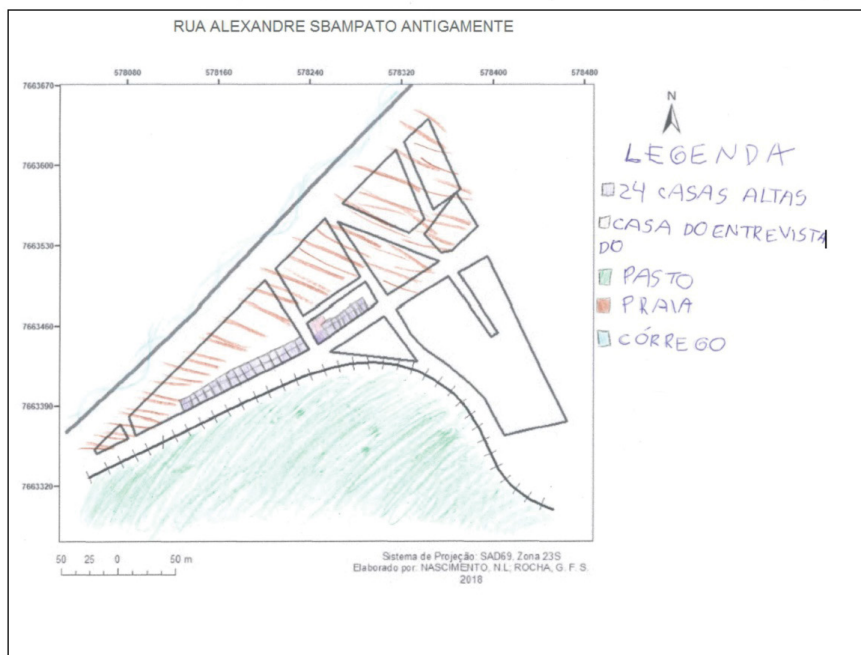 RUA ALEXANDRE SBAMPATO ANTIGAMENTE
578080 578160 578240 578320 578400 578480
7663670
7663600
7663530
7663460
7663390
7663320
N
LEGENDA
24 CASAS ALTAS
CASA DO ENTREVISTA
DO
PASTO
PRAIA
CÓRREGO
50 25 0 50 m
Sistema de Projeção: SAD69, Zona 23S
Elaborado por: NASCIMENTO, N.L; ROCHA, G. F. S.
2018